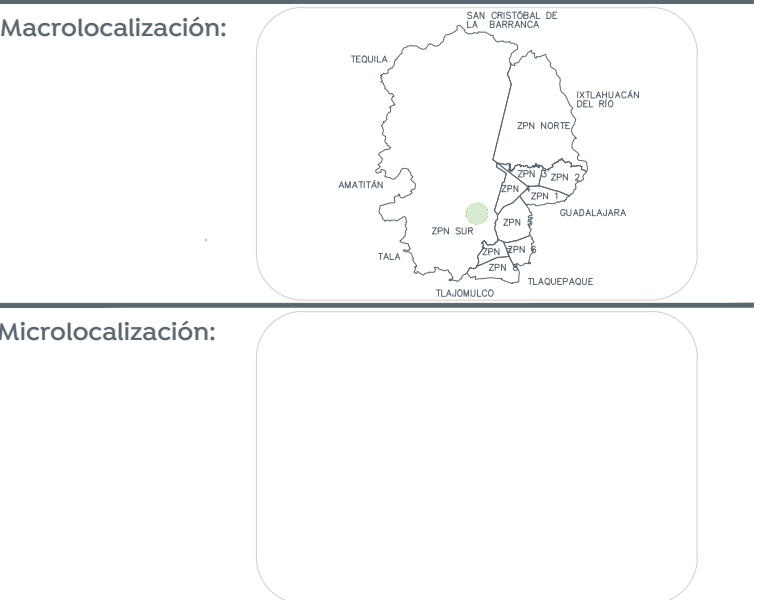 Macrolocalización:
SAN CRISTÓBAL DE
LA BARRANCA
TEQUILA
IXTLAHUACÁN
DEL RÍO
ZPN NORTE
ZPN 3
ZPN 2
AMATITÁN
ZPN 4
ZPN 1
GUADALAJARA
ZPN 5
ZPN SUR
ZPN
ZPN 6
TALA
ZPN 8
TLAQUEPAQUE
TLAJOMULCO
Microlocalización: